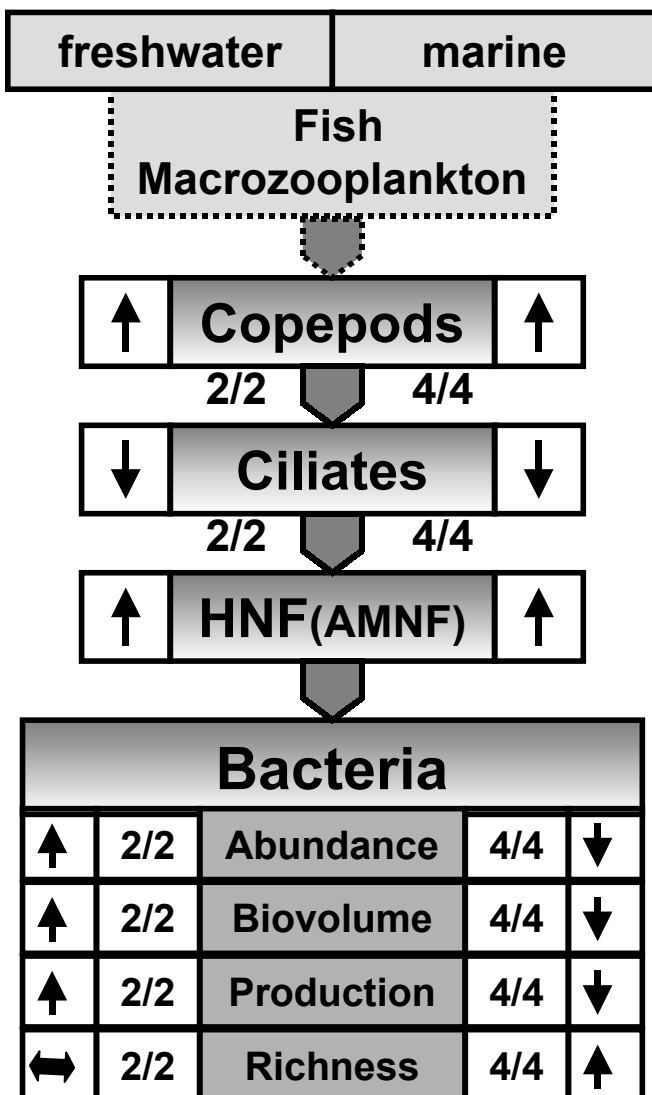 freshwater marine
Fish
Macrozooplankton
Copepods
2/2 4/4
Ciliates
2/2 4/4
HNF(AMNF)
Bacteria
2/2 Abundance 4/4
2/2 Biovolume 4/4
2/2 Production 4/4
2/2 Richness 4/4